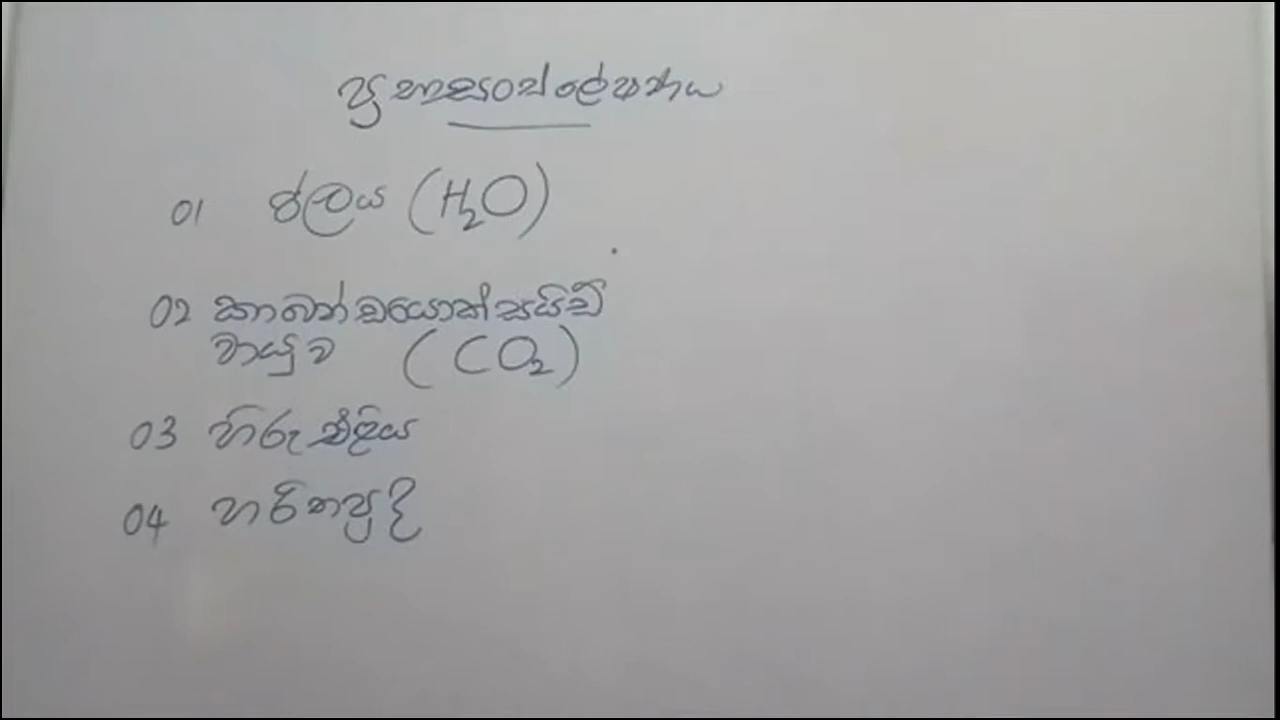 ප්‍රභාසංස්ලේෂණය
01 ජලය (H₂O)
02 කාබන් ඩයොක්සයිඩ්
වායුව (CO₂)
03 හිරු එළිය
04 හරිතප්‍රද